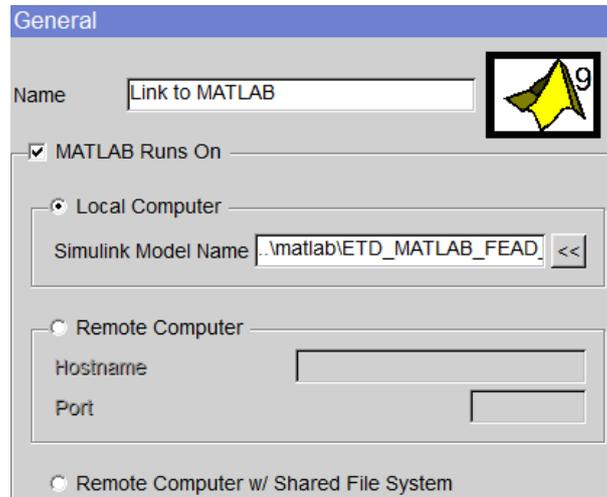 General
Name Link to MATLAB
9
MATLAB Runs On
Local Computer
Simulink Model Name ..\matlab\ETD_MATLAB_FEAD_ <<
Remote Computer
Hostname
Port
Remote Computer w/ Shared File System